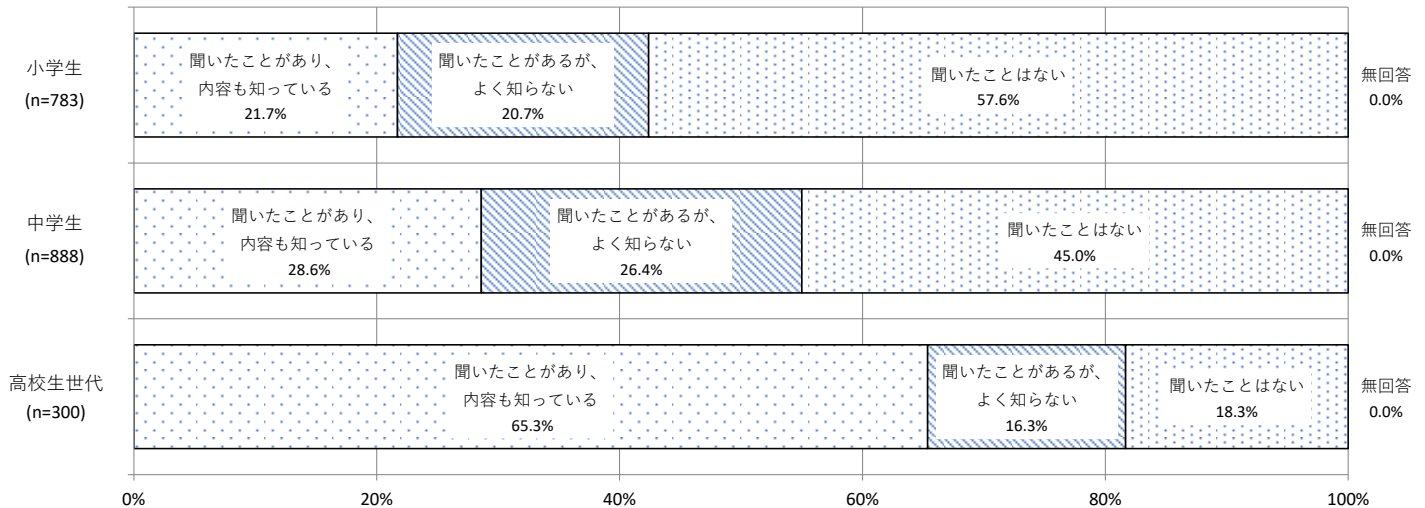 小学生
(n=783)
聞いたことがあり、
内容も知っている
21.7%
聞いたことがあるが、
よく知らない
20.7%
聞いたことはない
57.6%
無回答
0.0%
中学生
(n=888)
聞いたことがあり、
内容も知っている
28.6%
聞いたことがあるが、
よく知らない
26.4%
聞いたことはない
45.0%
無回答
0.0%
高校生世代
(n=300)
聞いたことがあり、
内容も知っている
65.3%
聞いたことがあるが、
よく知らない
16.3%
聞いたことはない
18.3%
無回答
0.0%
0%
20%
40%
60%
80%
100%